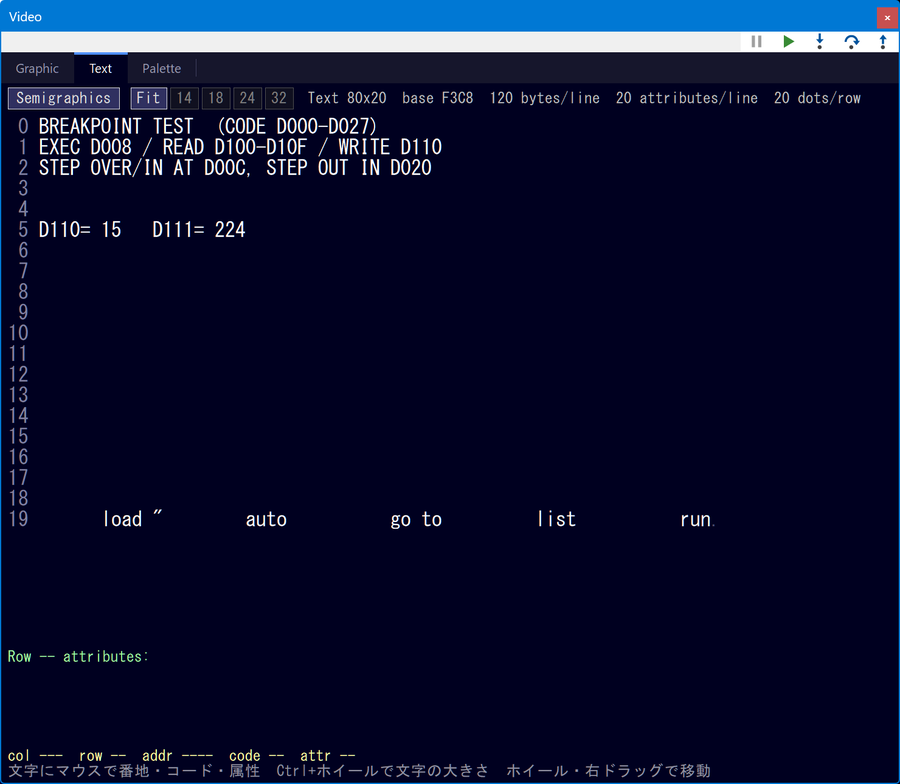 Video
Graphic Text Palette
Semigraphics Fit 14 18 24 32 Text 80x20 base F3C8 120 bytes/line 20 attributes/line 20 dots/row
0 BREAKPOINT TEST (CODE D000-D027)
1 EXEC D008 / READ D100-D10F / WRITE D110
2 STEP OVER/IN AT D00C, STEP OUT IN D020
3
4
5 D110= 15 D111= 224
6
7
8
9
10
11
12
13
14
15
16
17
18
19 load " auto go to list run
Row -- attributes:
col --- row -- addr ---- code -- attr --
文字にマウスで番地・コード・属性 Ctrl+ホイールで文字の大きさ ホイール・右ドラッグで移動